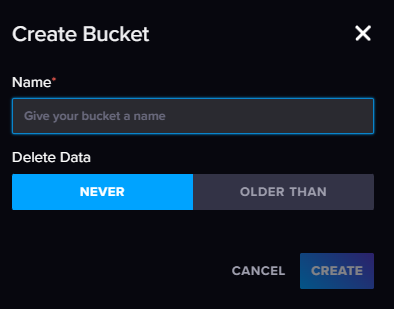 Create Bucket
Name*
Give your bucket a name
Delete Data
NEVER
OLDER THAN
CANCEL
CREATE